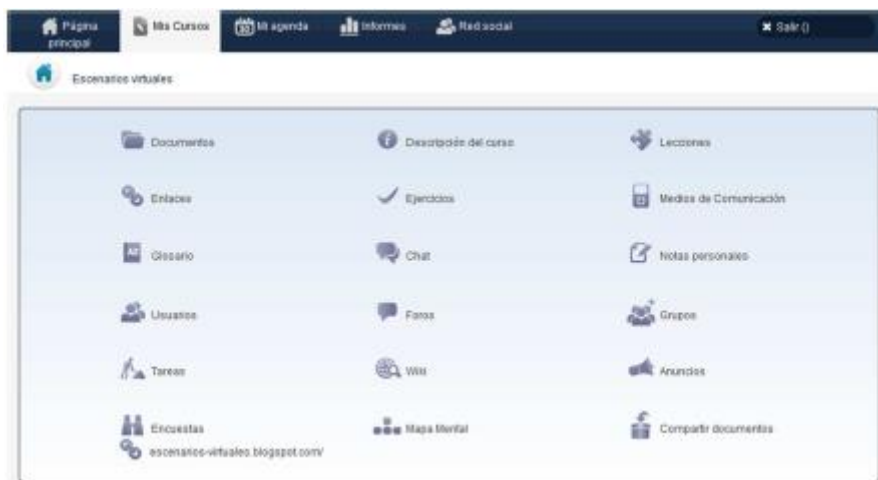 Página
principal
Mis Cursos
30
Mi agenda
Informes
Red social
Salir ()
Escenarios virtuales
Documentos
Descripción del curso
Lecciones
Enlaces
Ejercicios
Medios de Comunicación
AZ
Glosario
Chat
Notas personales
Usuarios
Foros
Grupos
Tareas
Wiki
Anuncios
Encuestas
Mapa Mental
Compartir documentos
escenarios-virtuales.blogspot.com/